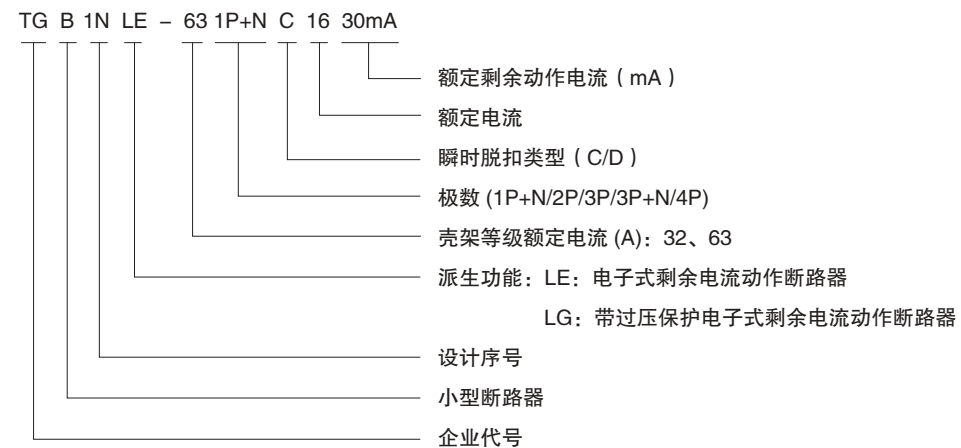 TG B 1N LE – 63 1P+N C 16 30mA
额定剩余动作电流（mA）
额定电流
瞬时脱扣类型（C/D）
极数 (1P+N/2P/3P/3P+N/4P)
壳架等级额定电流 (A)：32、63
派生功能：LE：电子式剩余电流动作断路器
LG：带过压保护电子式剩余电流动作断路器
设计序号
小型断路器
企业代号